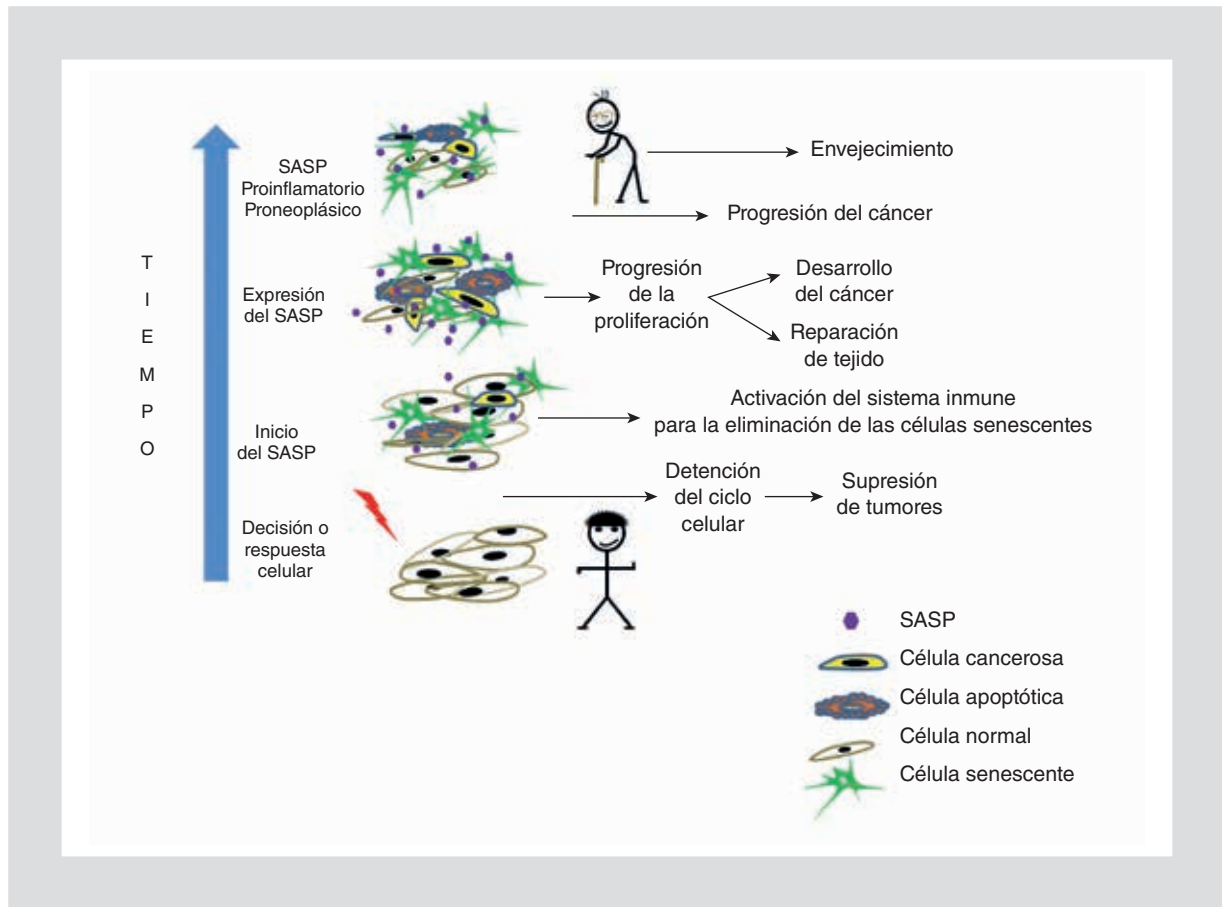 SASP
Proinflamatorio
Proneoplásico
Envejecimiento
Progresión del cáncer
T
I
E
M
P
O
Expresión
del SASP
Progresión
de la
proliferación
Desarrollo
del cáncer
Reparación
de tejido
Inicio
del SASP
Activación del sistema inmune
para la eliminación de las células senescentes
Decisión o
respuesta
celular
Detención
del ciclo
celular
Supresión
de tumores
SASP
Célula cancerosa
Célula apoptótica
Célula normal
Célula senescente